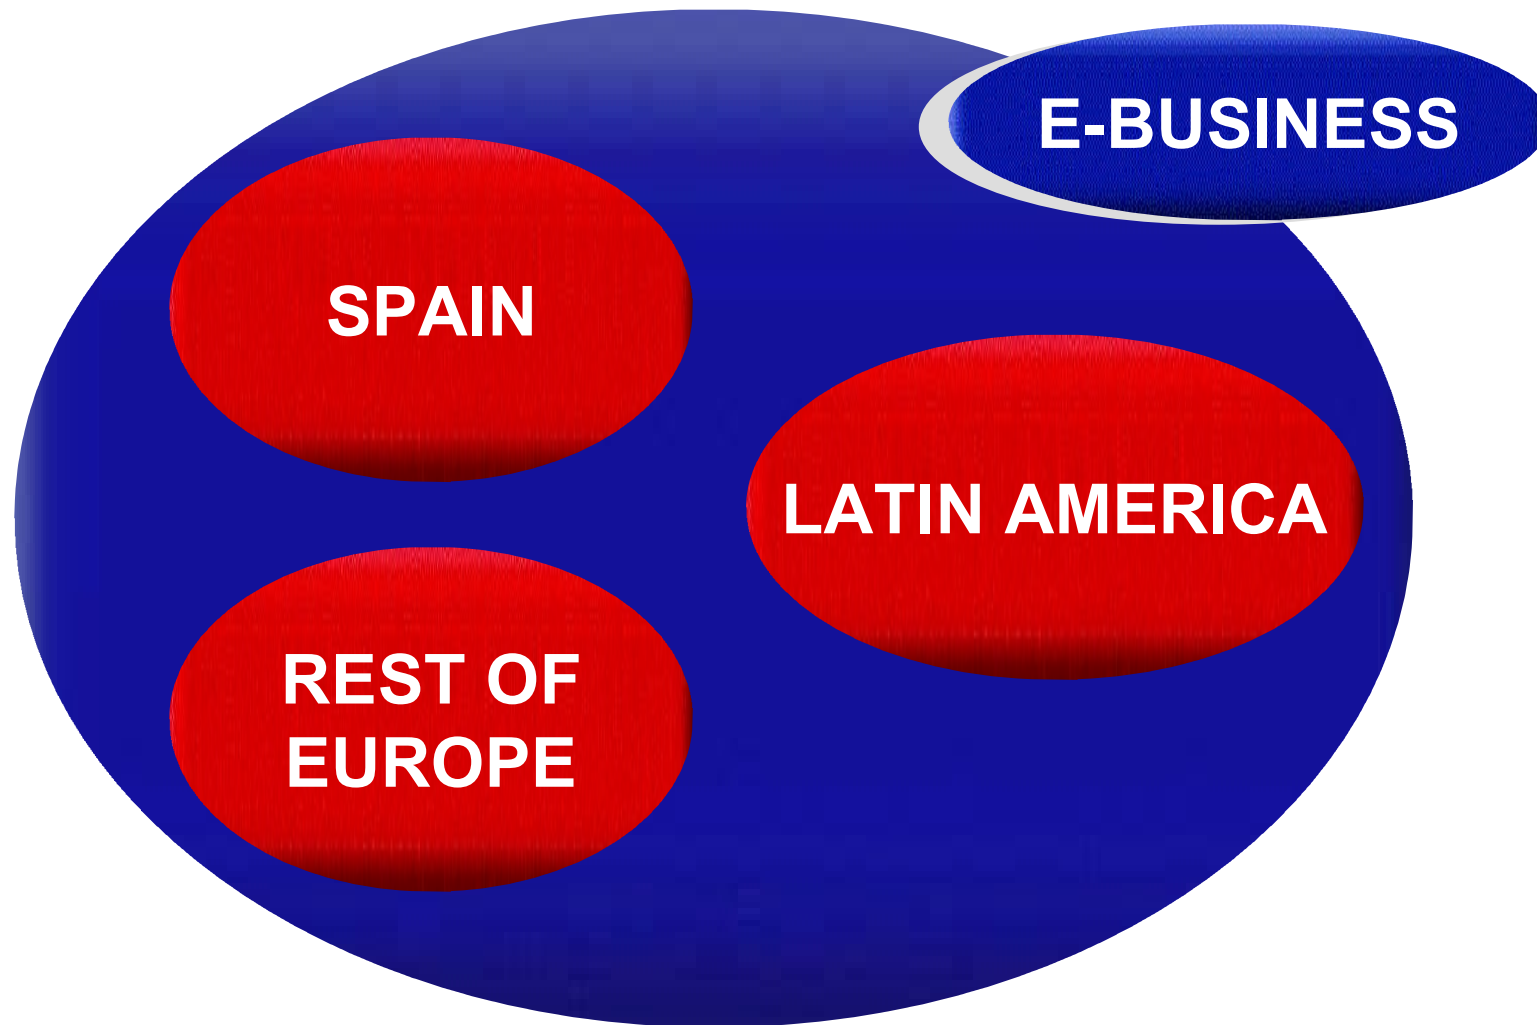 E-BUSINESS
SPAIN
LATIN AMERICA
REST OF
EUROPE